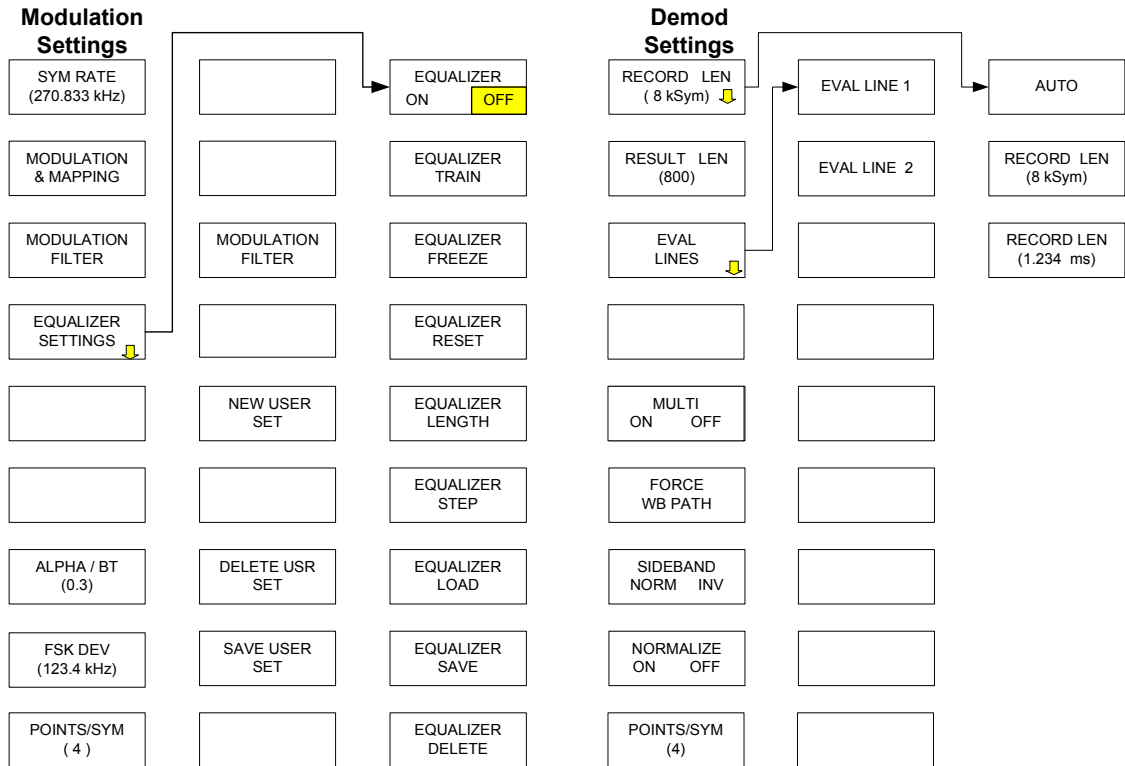 Modulation
Settings
SYM RATE
(270.833 kHz)
MODULATION
& MAPPING
MODULATION
FILTER
EQUALIZER
SETTINGS
ALPHA / BT
(0.3)
FSK DEV
(123.4 kHz)
POINTS/SYM
( 4 )
MODULATION
FILTER
NEW USER
SET
DELETE USR
SET
SAVE USER
SET
EQUALIZER
ON OFF
EQUALIZER
TRAIN
EQUALIZER
FREEZE
EQUALIZER
RESET
EQUALIZER
LENGTH
EQUALIZER
STEP
EQUALIZER
LOAD
EQUALIZER
SAVE
EQUALIZER
DELETE
Demod
Settings
RECORD LEN
( 8 kSym)
RESULT LEN
(800)
EVAL
LINES
MULTI
ON OFF
FORCE
WB PATH
SIDEBAND
NORM INV
NORMALIZE
ON OFF
POINTS/SYM
(4)
EVAL LINE 1
EVAL LINE 2
AUTO
RECORD LEN
(8 kSym)
RECORD LEN
(1.234 ms)